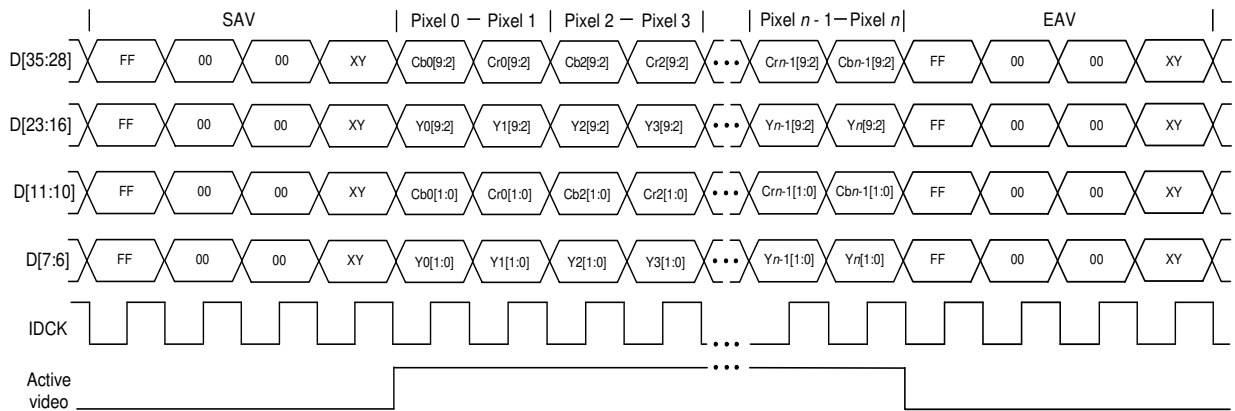 SAV Pixel 0 – Pixel 1 Pixel 2 – Pixel 3 Pixel n - 1 – Pixel n EAV
D[35:28] FF 00 00 XY Cb0[9:2] Cr0[9:2] Cb2[9:2] Cr2[9:2] ••• Crn-1[9:2] Cbn-1[9:2] FF 00 00 XY
D[23:16] FF 00 00 XY Y0[9:2] Y1[9:2] Y2[9:2] Y3[9:2] ••• Yn-1[9:2] Yn[9:2] FF 00 00 XY
D[11:10] FF 00 00 XY Cb0[1:0] Cr0[1:0] Cb2[1:0] Cr2[1:0] ••• Crn-1[1:0] Cbn-1[1:0] FF 00 00 XY
D[7:6] FF 00 00 XY Y0[1:0] Y1[1:0] Y2[1:0] Y3[1:0] ••• Yn-1[1:0] Yn[1:0] FF 00 00 XY
IDCK •••
Active •••
video